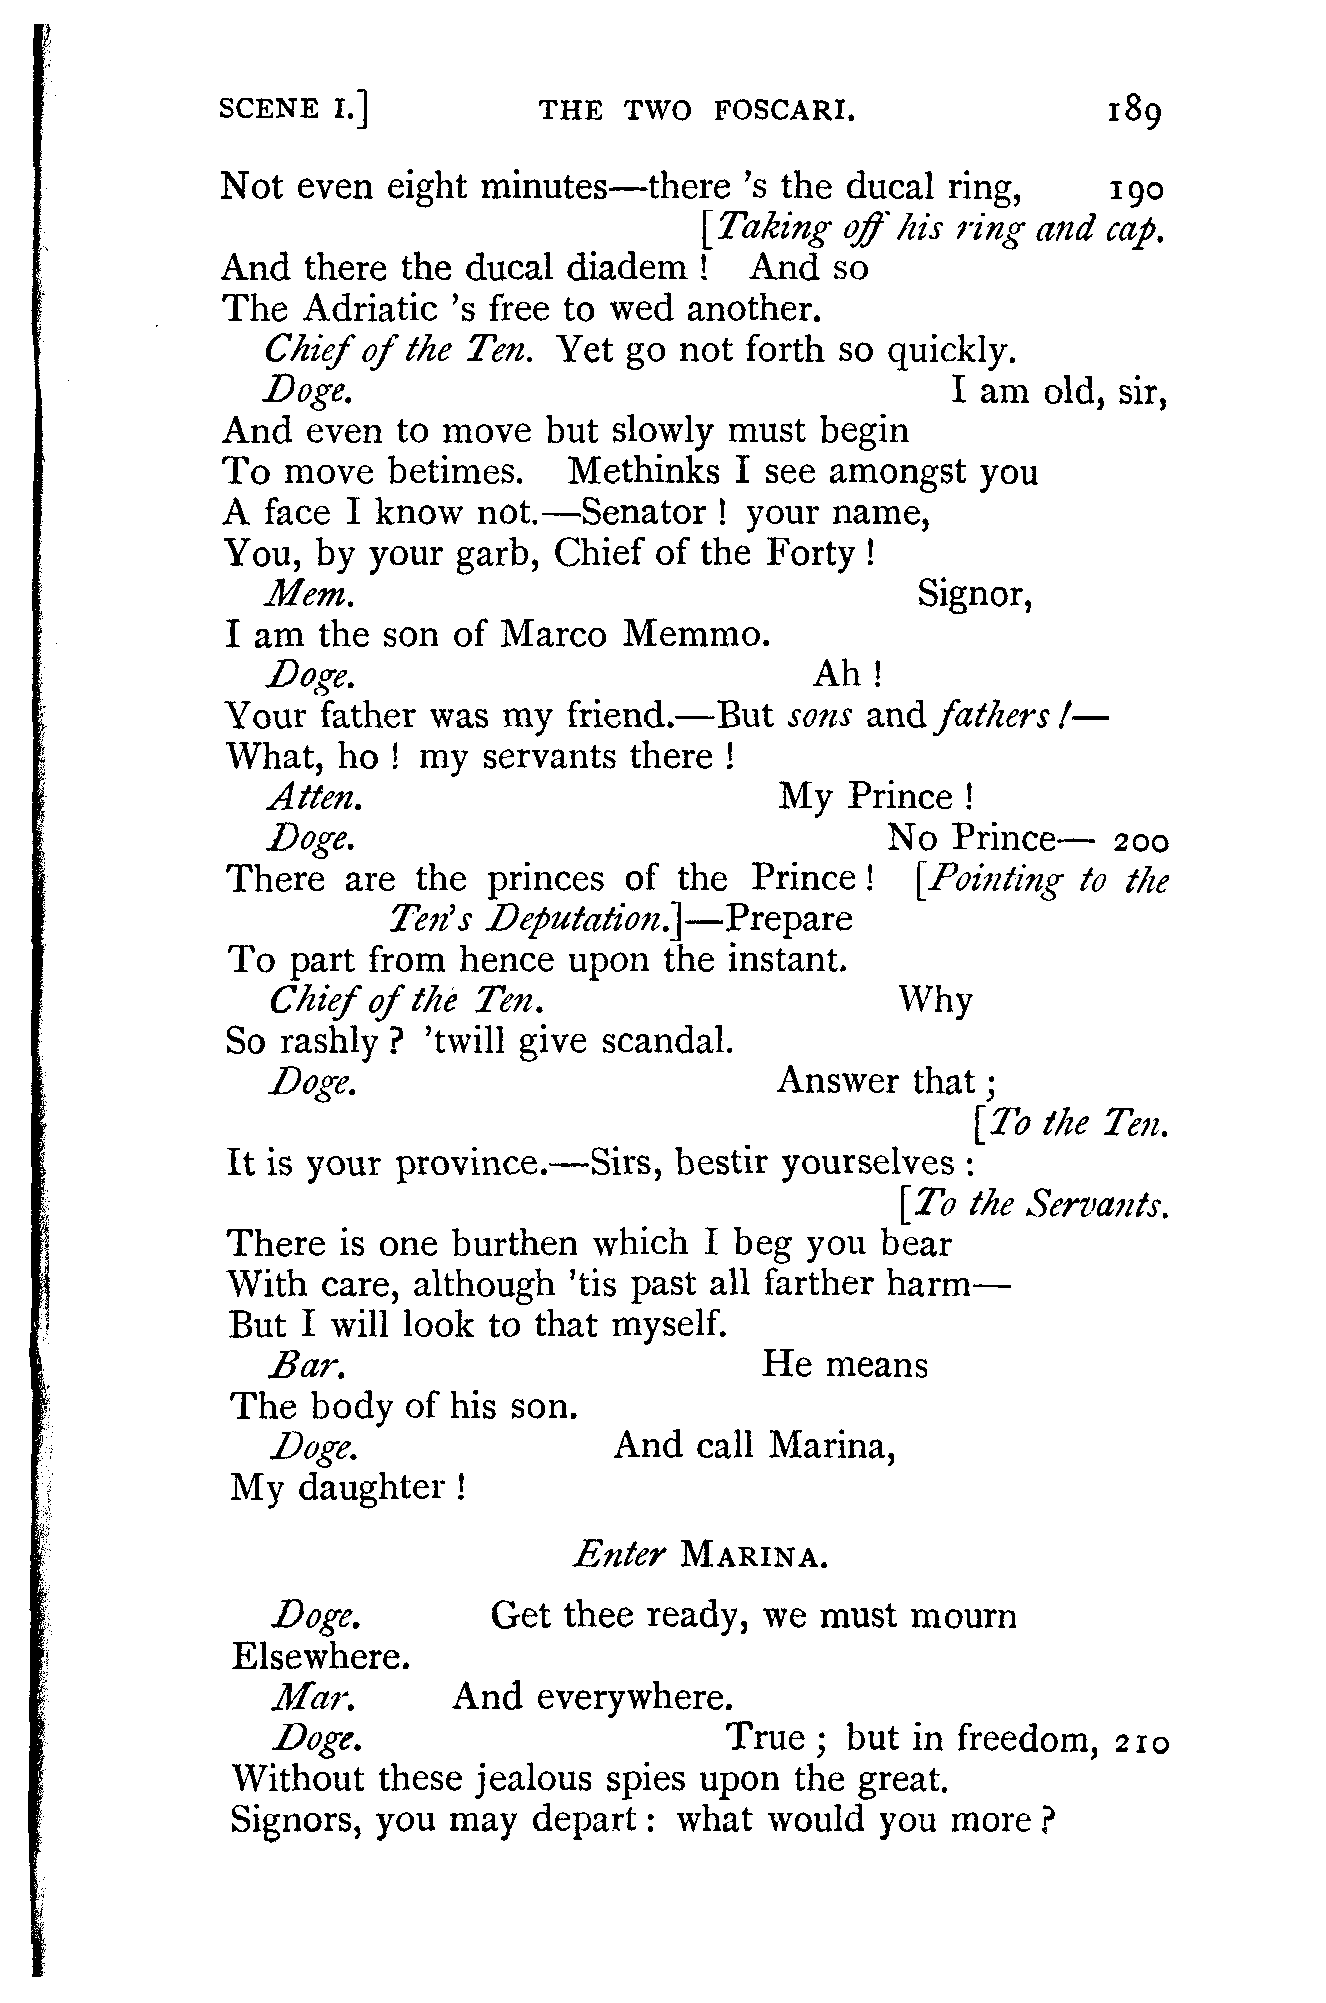 SCENE I.] THE TWO FOSCARI. 189
Not even eight minutes—there 's the ducal ring, 190
[Taking off his ring and cap.
And there the ducal diadem ! And so
The Adriatic 's free to wed another.
Chief of the Ten. Yet go not forth so quickly.
Doge. I am old, sir,
And even to move but slowly must begin
To move betimes. Methinks I see amongst you
A face I know not.—Senator ! your name,
You, by your garb, Chief of the Forty !
Mem. Signor,
I am the son of Marco Memmo.
Doge. Ah !
Your father was my friend.—But sons and fathers !—
What, ho ! my servants there !
Atten. My Prince !
Doge. No Prince— 200
There are the princes of the Prince ! [Pointing to the
Ten's Deputation.]—Prepare
To part from hence upon the instant.
Chief of the Ten. Why
So rashly ? 'twill give scandal.
Doge. Answer that ;
[To the Ten.
It is your province.—Sirs, bestir yourselves :
[To the Servants.
There is one burthen which I beg you bear
With care, although 'tis past all farther harm—
But I will look to that myself.
Bar. He means
The body of his son.
Doge. And call Marina,
My daughter !
Enter MARINA.
Doge. Get thee ready, we must mourn
Elsewhere.
Mar. And everywhere.
Doge. True ; but in freedom, 210
Without these jealous spies upon the great.
Signors, you may depart : what would you more ?